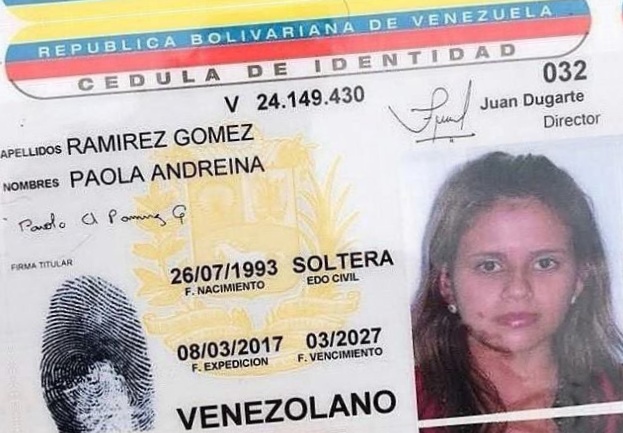 REPUBLICA BOLIVARIANA DE VENEZUELA
CEDULA DE IDENTIDAD
V 24.149.430
032
Juan Dugarte
Director
APELLIDOS RAMIREZ GOMEZ
NOMBRES PAOLA ANDREINA
FIRMA TITULAR
26/07/1993 SOLTERA
F. NACIMIENTO EDO CIVIL
08/03/2017 03/2027
F. EXPEDICION F. VENCIMIENTO
VENEZOLANO